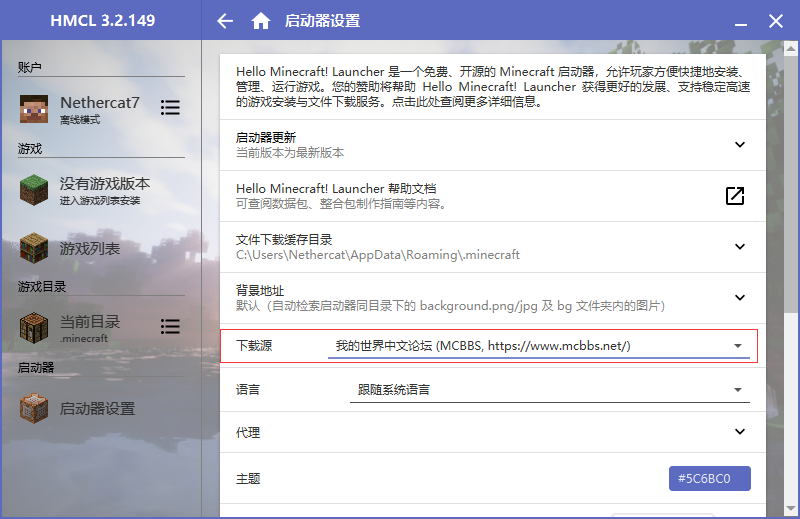 HMCL 3.2.149
启动器设置
账户
Nethercat7
离线模式
游戏
没有游戏版本
进入游戏列表安装
游戏列表
游戏目录
当前目录
.minecraft
启动器
启动器设置
Hello Minecraft! Launcher 是一个免费、开源的 Minecraft 启动器，允许玩家方便快捷地安装、
管理、运行游戏。您的赞助将帮助 Hello Minecraft! Launcher 获得更好的发展、支持稳定高速
的游戏安装与文件下载服务。点击此处查阅更多详细信息。
启动器更新
当前版本为最新版本
Hello Minecraft! Launcher 帮助文档
可查阅数据包、整合包制作指南等内容。
文件下载缓存目录
C:\Users\Nethercat\AppData\Roaming\.minecraft
背景地址
默认（自动检索启动器同目录下的 background.png/jpg 及 bg 文件夹内的图片）
下载源 我的世界中文论坛 (MCBBS, https://www.mcbbs.net/)
语言 跟随系统语言
代理
主题 #5C6BC0